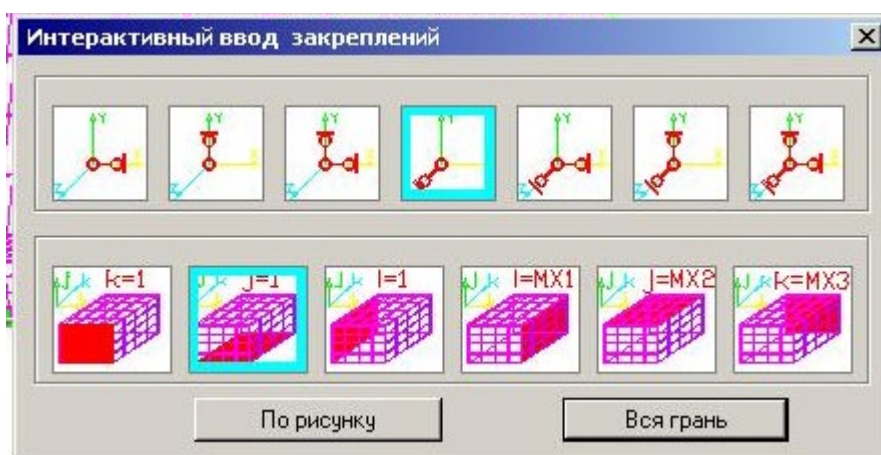 Интерактивный ввод закреплений
Y Y Y Y Y Y Y
j k k=1 j k j=1 j k I=1 j k I=MX1 j k j=MX2 j k k=MX3
По рисунку Вся грань